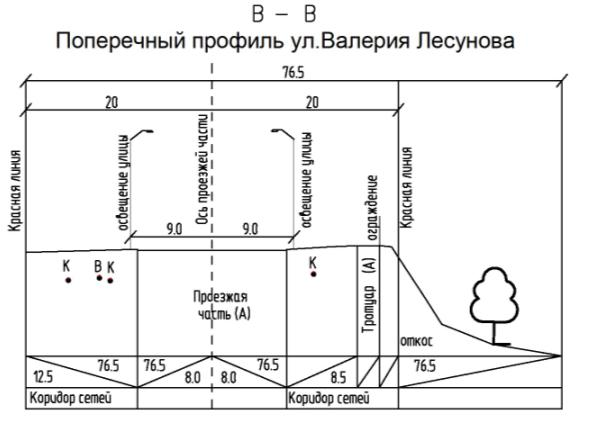 В – В
Поперечный профиль ул.Валерия Лесунова
76.5
20
20
Красная линия
освещение улицы
Ось проезжей части
освещение улицы
ограждение
Красная линия
9.0
9.0
К
В
К
К
Проезжая
часть (А)
Тротуар (А)
откос
12.5
76.5
76.5
8.0
8.0
76.5
8.5
76.5
Коридор сетей
Коридор сетей